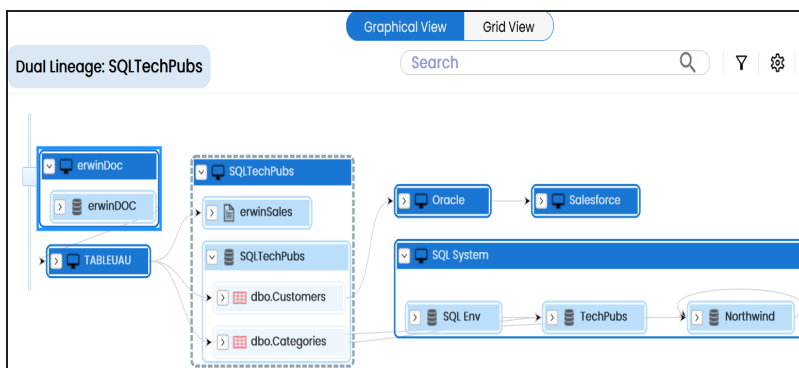 Graphical View
Grid View
Dual Lineage: SQLTechPubs
Search
erwinDoc
erwinDOC
TABLEUAU
SQLTechPubs
erwinSales
SQLTechPubs
dbo.Customers
dbo.Categories
Oracle
Salesforce
SQL System
SQL Env
TechPubs
Northwind